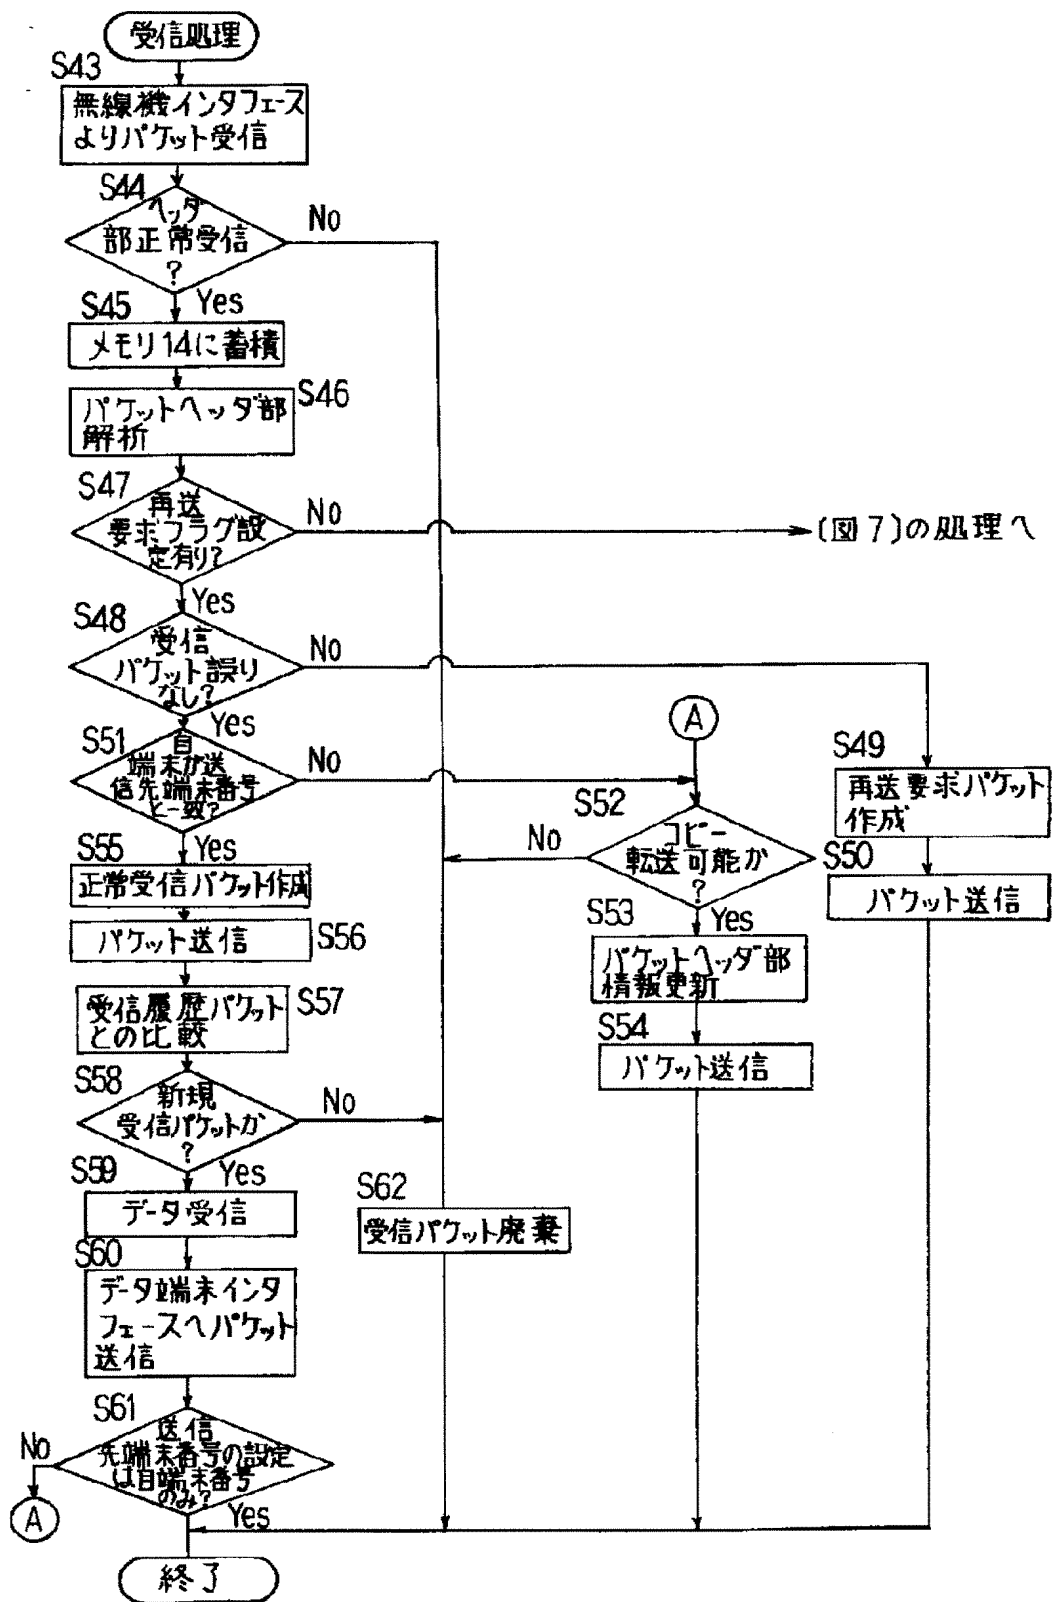 受信処理
S43
無線機インタフェース
よりパケット受信
S44
ヘッダ
部正常受信
?
No
Yes
S45
メモリ14に蓄積
S46
パケットヘッダ部
解析
S47
再送
要求フラグ設
定有り?
No
(図7)の処理へ
Yes
S48
受信
パケット誤り
なし?
No
Yes
S51
自
端末が送
信先端末番号
と一致?
No
Yes
A
S52
コピー
転送可能か
?
No
Yes
S49
再送要求パケット
作成
S50
パケット送信
S53
パケットヘッダ部
情報更新
S54
パケット送信
S55
正常受信パケット作成
パケット送信
S56
受信履歴パケット
との比較
S57
S58
新規
受信パケットか
?
No
Yes
S59
データ受信
S62
受信パケット廃棄
S60
データ端末インタ
フェースへパケット
送信
S61
送信
先端末番号の設定
は自端末番号
のみ?
No
A
Yes
終了